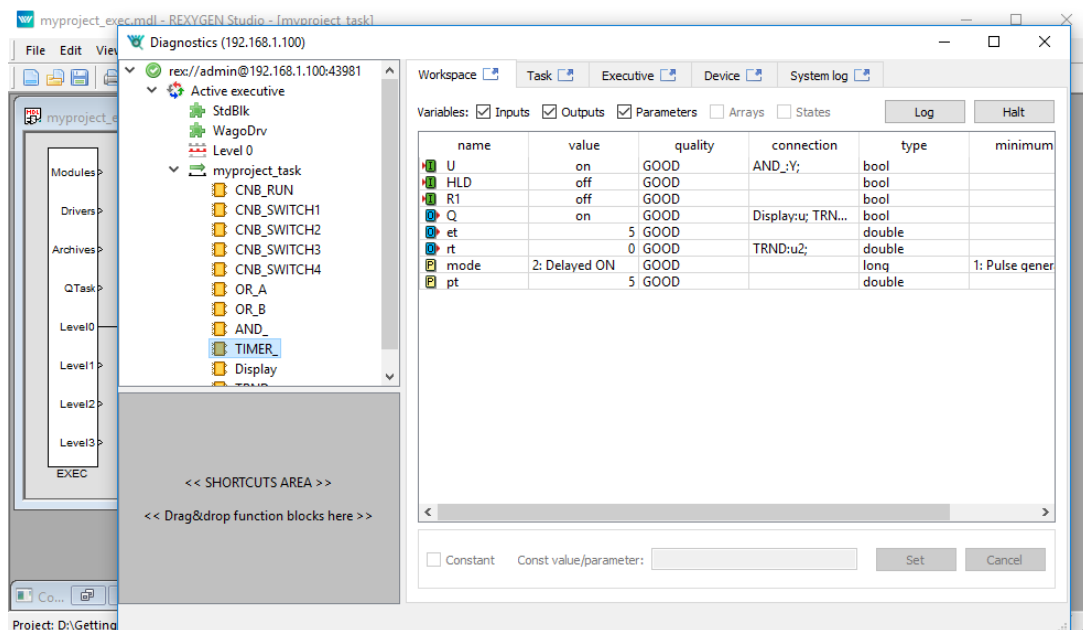 myproject_exec.mdl - REXYGEN Studio - [myproject_task]
File Edit View
Diagnostics (192.168.1.100)
rex://admin@192.168.1.100:43981
Active executive
StdBlk
WagoDrv
Level 0
myproject_task
CNB_RUN
CNB_SWITCH1
CNB_SWITCH2
CNB_SWITCH3
CNB_SWITCH4
OR_A
OR_B
AND_
TIMER_
Display
TRND
<< SHORTCUTS AREA >>
<< Drag&drop function blocks here >>
Workspace Task Executive Device System log
Variables: Inputs Outputs Parameters Arrays States Log Halt
name value quality connection type minimum
U on GOOD AND_:Y; bool
HLD off GOOD bool
R1 off GOOD bool
Q on GOOD Display:u; TRN... bool
et 5 GOOD double
rt 0 GOOD TRND:u2; double
mode 2: Delayed ON GOOD long 1: Pulse gener
pt 5 GOOD double
Constant Const value/parameter: Set Cancel
myproject_e
Modules
Drivers
Archives
QTask
Level0
Level1
Level2
Level3
EXEC
Co...
Project: D:\Getting